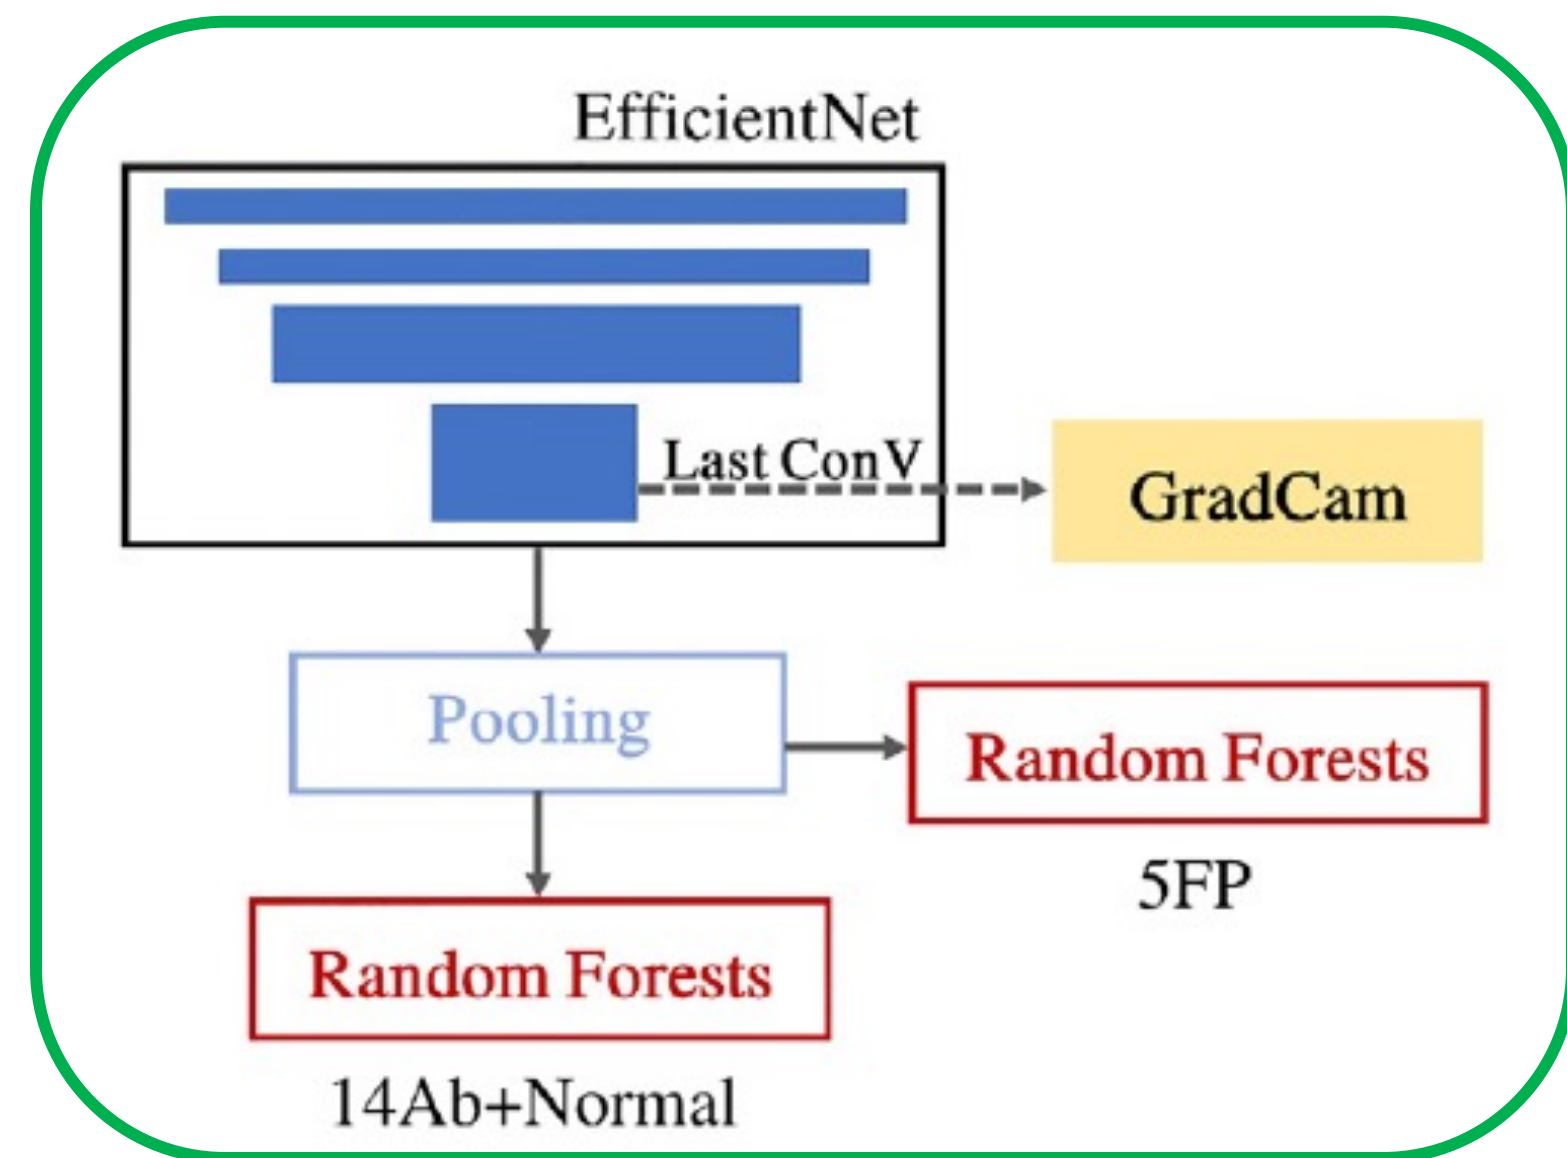 EfficientNet
Last ConV
GradCam
Pooling
Random Forests
5FP
Random Forests
14Ab+Normal